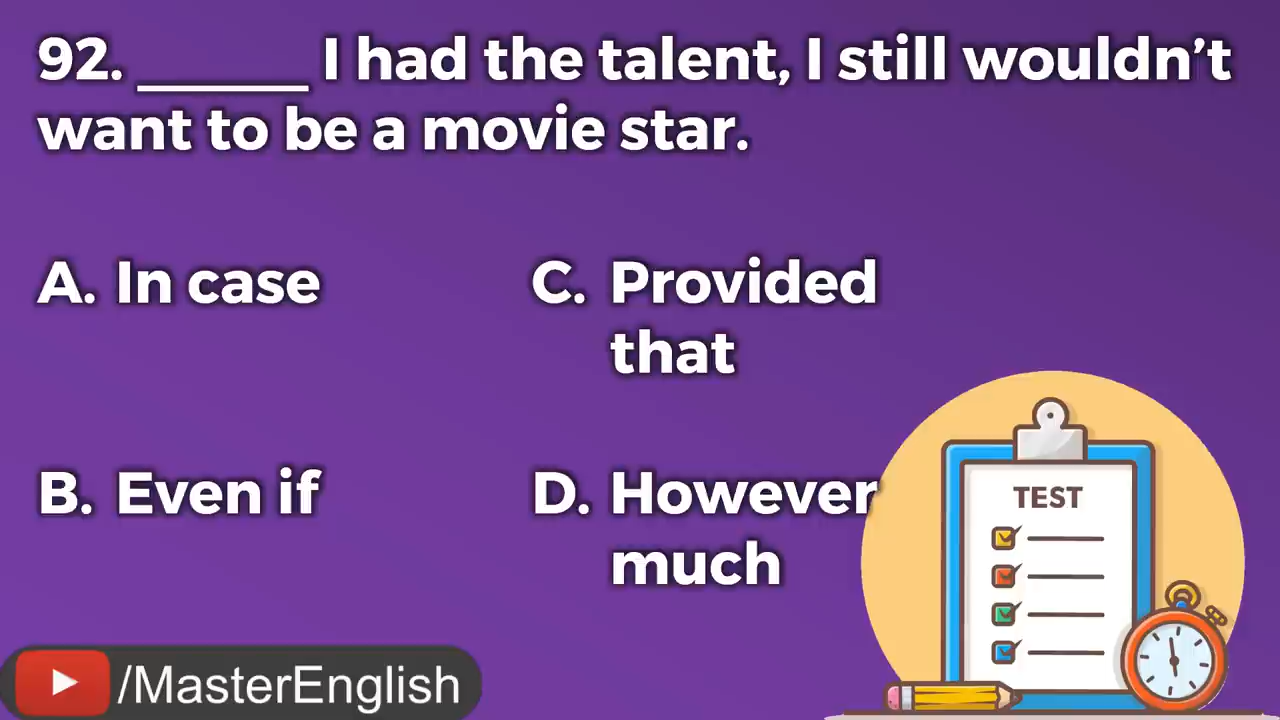 92. ______ I had the talent, I still wouldn’t
want to be a movie star.
A. In case
C. Provided
that
B. Even if
D. However
much
TEST
/MasterEnglish